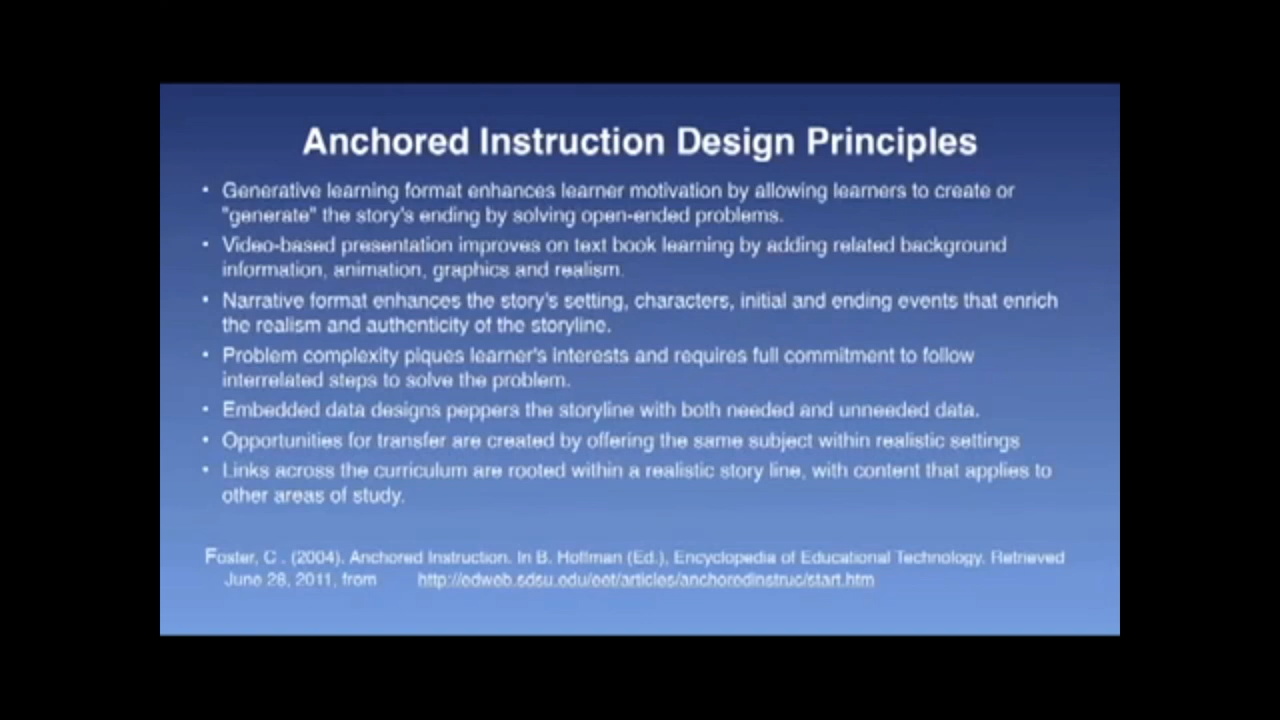 Anchored Instruction Design Principles
• Generative learning format enhances learner motivation by allowing learners to create or
"generate" the story's ending by solving open-ended problems.
• Video-based presentation improves on text book learning by adding related background
information, animation, graphics and realism.
• Narrative format enhances the story's setting, characters, initial and ending events that enrich
the realism and authenticity of the storyline.
• Problem complexity piques learner's interests and requires full commitment to follow
interrelated steps to solve the problem.
• Embedded data designs peppers the storyline with both needed and unneeded data.
• Opportunities for transfer are created by offering the same subject within realistic settings
• Links across the curriculum are rooted within a realistic story line, with content that applies to
other areas of study.
Foster, C . (2004). Anchored Instruction. In B. Hoffman (Ed.), Encyclopedia of Educational Technology. Retrieved
June 28, 2011, from http://edweb.sdsu.edu/eet/articles/anchoredinstruc/start.htm